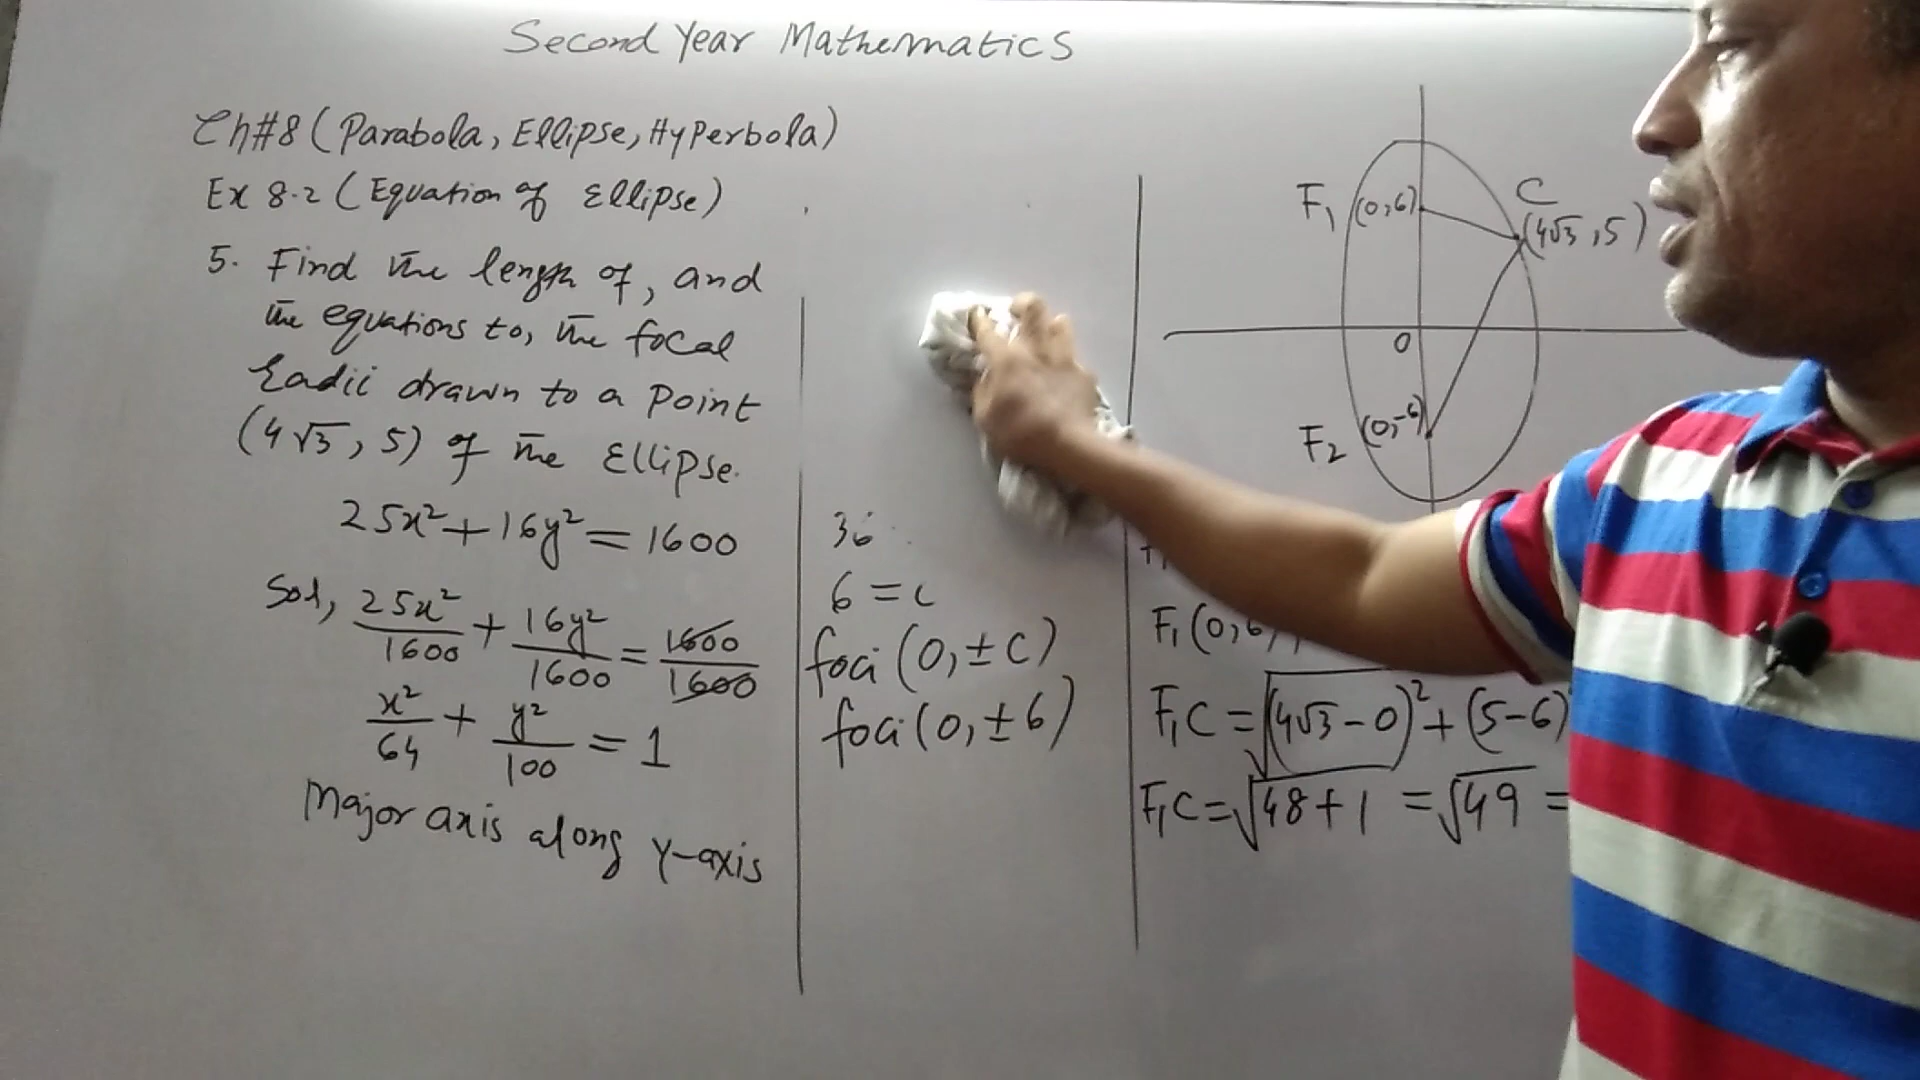 Second Year Mathematics
Ch#8 (Parabola, Ellipse, Hyperbola)
Ex 8.2 (Equation of Ellipse)
5. Find the length of, and
the equations to, the focal
radii drawn to a point
(4√3, 5) of the Ellipse.
25x² + 16y² = 1600
Sol, 25x²/1600 + 16y²/1600 = 1600/1600
x²/64 + y²/100 = 1
Major axis along Y-axis
36
6 = c
foci (0, ±c)
foci (0, ±6)
F₁ (0,6)
C
(4√3, 5)
O
F₂ (0,-6)
F₁(0,6)
F₁C = √(4√3-0)² + (5-6)
F₁C = √48+1 = √49 =